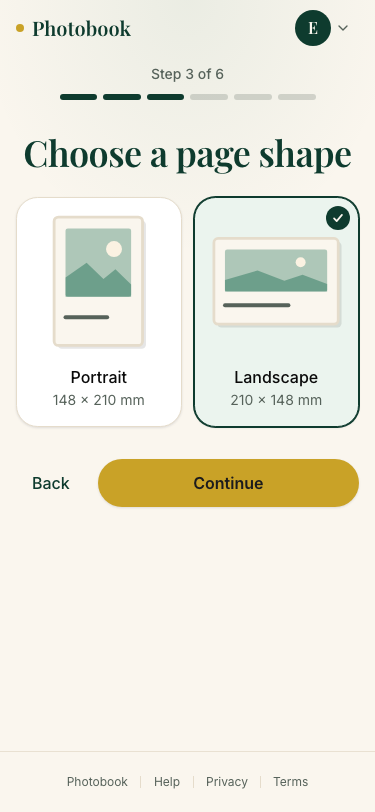 Photobook
E
Step 3 of 6
Choose a page shape
Portrait
148 × 210 mm
Landscape
210 × 148 mm
Back
Continue
Photobook
Help
Privacy
Terms